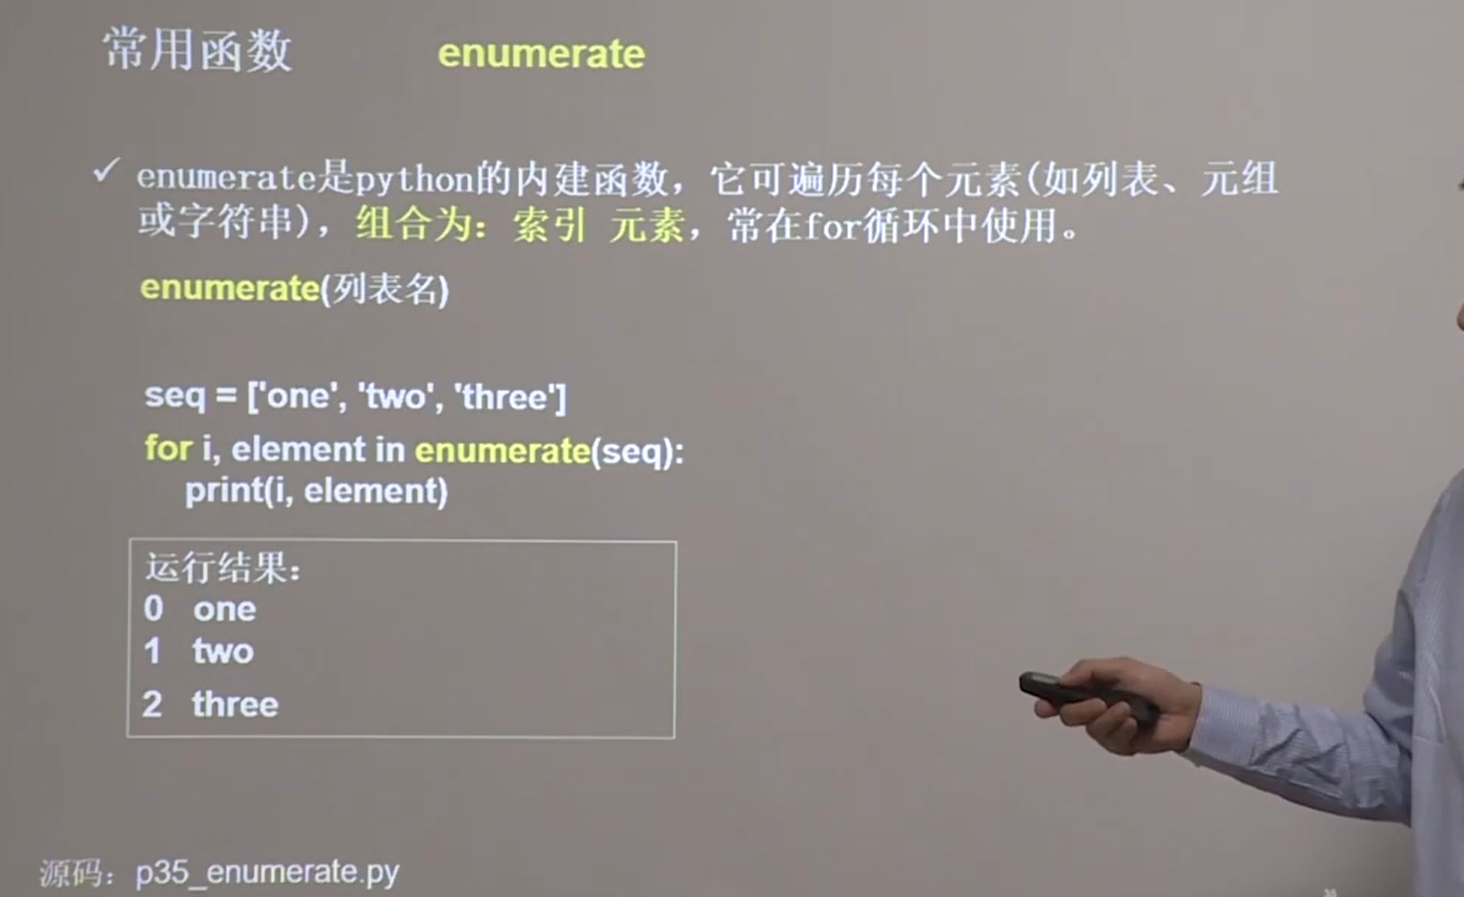 常用函数 enumerate
✓ enumerate是python的内建函数，它可遍历每个元素(如列表、元组
或字符串)，组合为：索引 元素，常在for循环中使用。
enumerate(列表名)
seq = ['one', 'two', 'three']
for i, element in enumerate(seq):
print(i, element)
运行结果：
0 one
1 two
2 three
源码：p35_enumerate.py